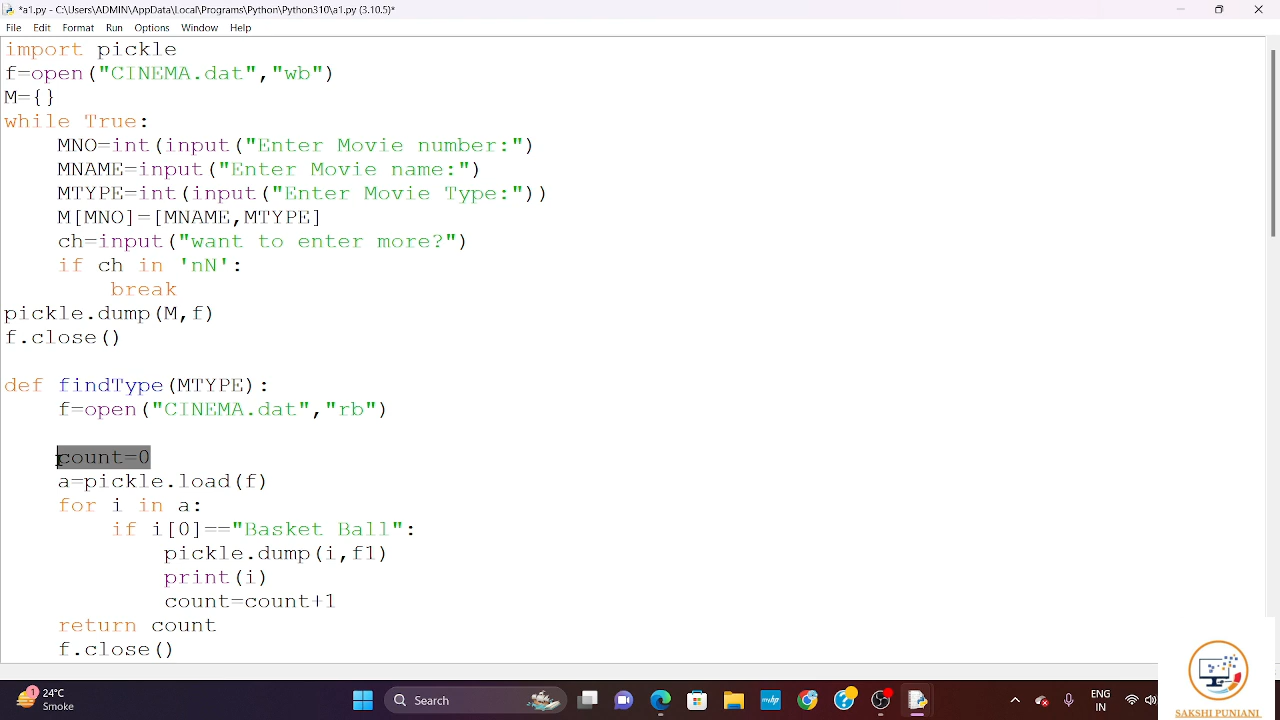 *a1.py - C:\Users\ADMIN\AppData\Local\Programs\Python\Python310\a1.py (3.10.5)*
File Edit Format Run Options Window Help
import pickle
f=open("CINEMA.dat","wb")
M={}
while True:
    MNO=int(input("Enter Movie number:")
    MNAME=input("Enter Movie name:")
    MTYPE=int(input("Enter Movie Type:"))
    M[MNO]=[MNAME,MTYPE]
    ch=input("want to enter more?")
    if ch in 'nN':
        break
pickle.dump(M,f)
f.close()
def findType(MTYPE):
    f=open("CINEMA.dat","rb")
    count=0
    a=pickle.load(f)
    for i in a:
        if i[0]=="Basket Ball":
            pickle.dump(i,f1)
            print(i)
            count=count+1
    return count
    f.close()
SAKSHI PUNIANI
1
24°C
Smoke
Search
hp
ENG
IN